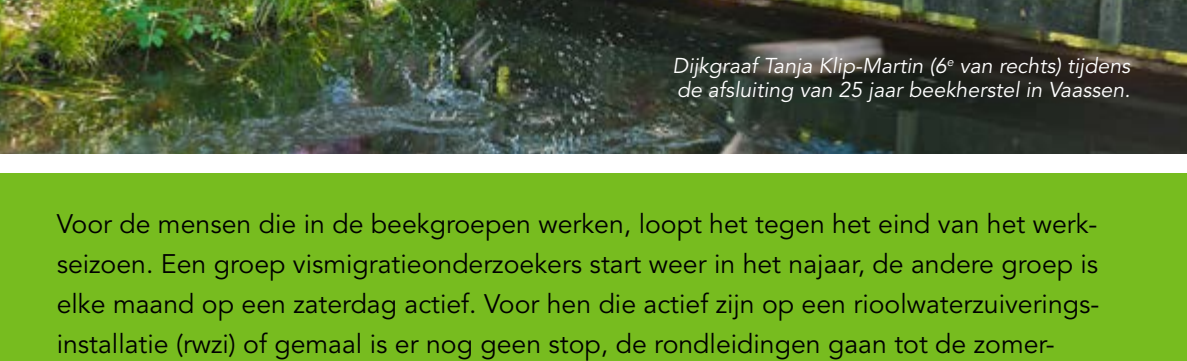 Dijkgraaf Tanja Klip-Martin (6e van rechts) tijdens
de afsluiting van 25 jaar beekherstel in Vaassen.
Voor de mensen die in de beekgroepen werken, loopt het tegen het eind van het werk-
seizoen. Een groep vismigratieonderzoekers start weer in het najaar, de andere groep is
elke maand op een zaterdag actief. Voor hen die actief zijn op een rioolwaterzuiverings-
installatie (rwzi) of gemaal is er nog geen stop, de rondleidingen gaan tot de zomer-